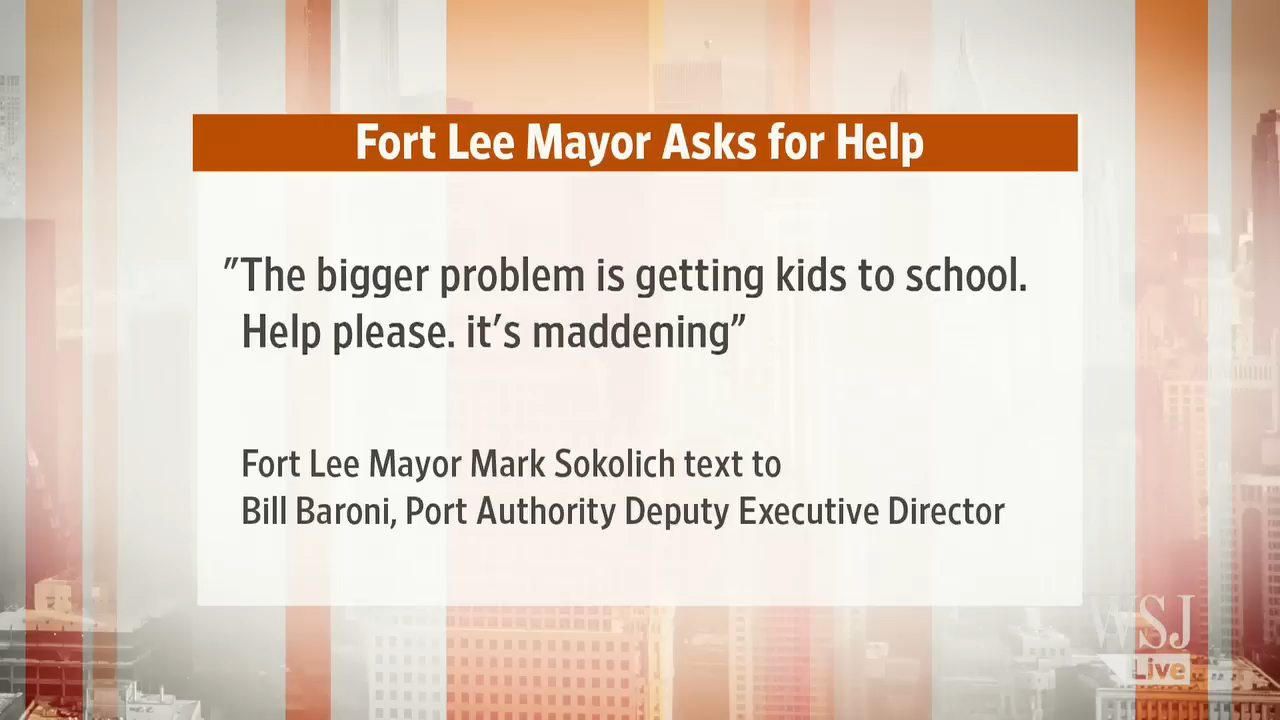 Fort Lee Mayor Asks for Help
"The bigger problem is getting kids to school.
Help please. it's maddening”
Fort Lee Mayor Mark Sokolich text to
Bill Baroni, Port Authority Deputy Executive Director
WSJ
Live